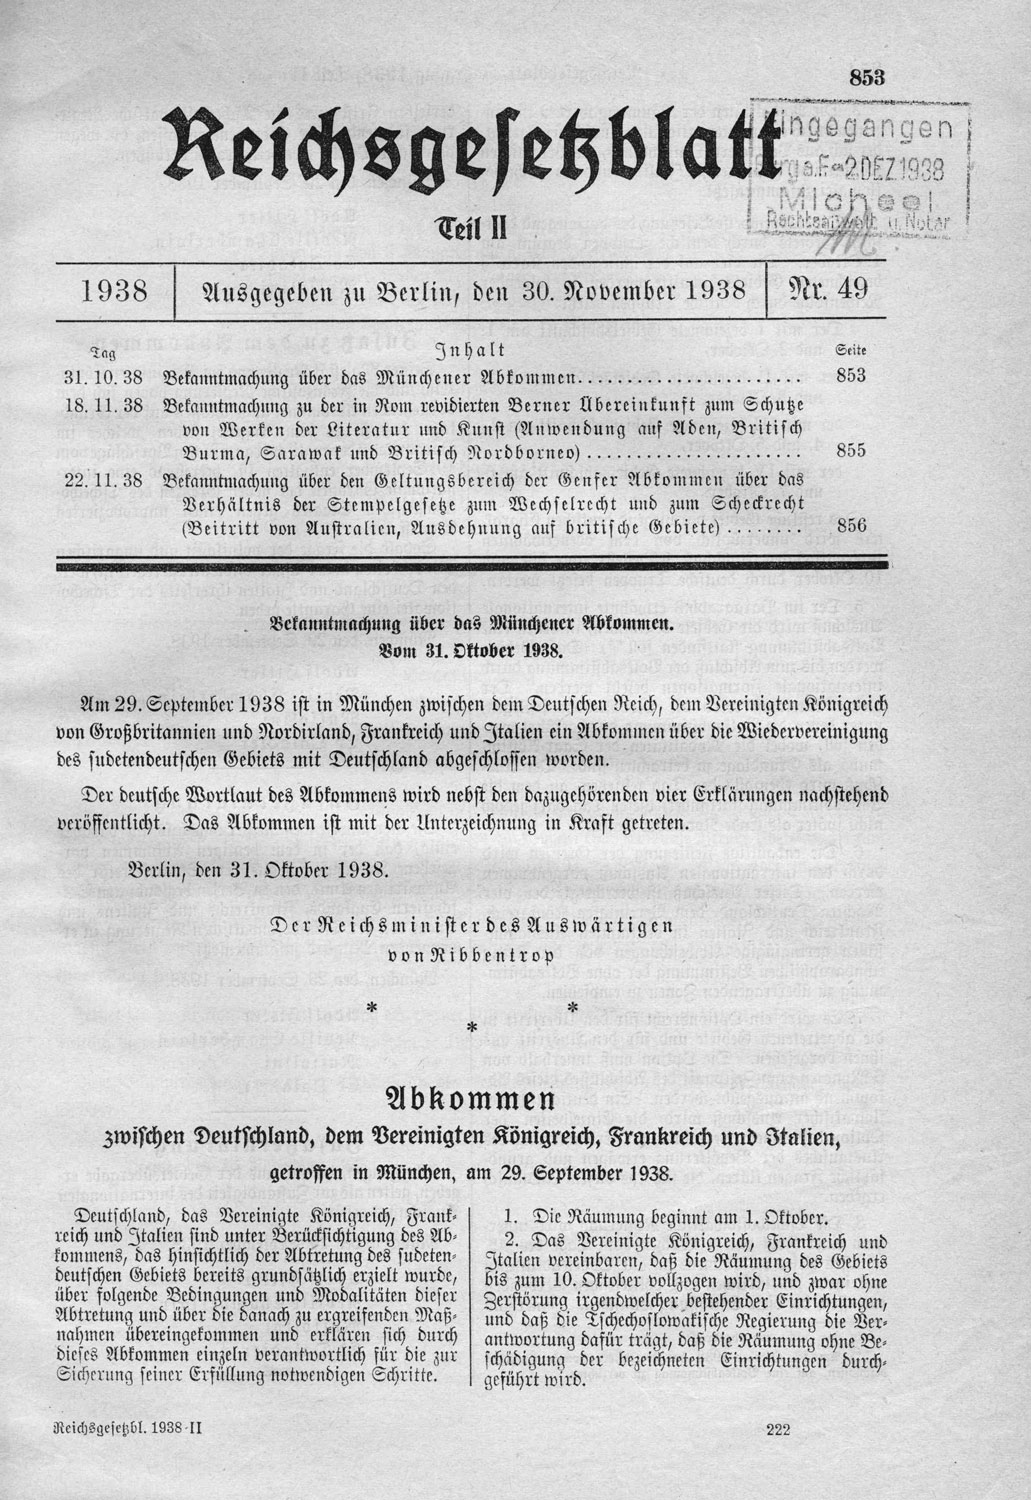 853
Reichsgesetzblatt
Eingegangen
2. DEZ. 1938
Micheel
Rechtsanwalt u. Notar
Teil II
1938 Ausgegeben zu Berlin, den 30. November 1938 Nr. 49
Tag Inhalt Seite
31. 10. 38 Bekanntmachung über das Münchener Abkommen....................... 853
18. 11. 38 Bekanntmachung zu der in Rom revidierten Berner Übereinkunft zum Schutze
von Werken der Literatur und Kunst (Anwendung auf Aden, Britisch
Burma, Sarawak und Britisch Nordborneo)...................... 855
22. 11. 38 Bekanntmachung über den Geltungsbereich der Genfer Abkommen über das
Verhältnis der Stempelgesetze zum Wechselrecht und zum Scheckrecht
(Beitritt von Australien, Ausdehnung auf britische Gebiete)........ 856
Bekanntmachung über das Münchener Abkommen.
Vom 31. Oktober 1938.
Am 29. September 1938 ist in München zwischen dem Deutschen Reich, dem Vereinigten Königreich
von Großbritannien und Nordirland, Frankreich und Italien ein Abkommen über die Wiedervereinigung
des sudetendeutschen Gebiets mit Deutschland abgeschlossen worden.
Der deutsche Wortlaut des Abkommens wird nebst den dazugehörenden vier Erklärungen nachstehend
veröffentlicht. Das Abkommen ist mit der Unterzeichnung in Kraft getreten.
Berlin, den 31. Oktober 1938.
Der Reichsminister des Auswärtigen
von Ribbentrop
* *
*
Abkommen
zwischen Deutschland, dem Vereinigten Königreich, Frankreich und Italien,
getroffen in München, am 29. September 1938.
Deutschland, das Vereinigte Königreich, Frank-
reich und Italien sind unter Berücksichtigung des Ab-
kommens, das hinsichtlich der Abtretung des sudeten-
deutschen Gebiets bereits grundsätzlich erzielt wurde,
über folgende Bedingungen und Modalitäten dieser
Abtretung und über die danach zu ergreifenden Maß-
nahmen übereingekommen und erklären sich durch
dieses Abkommen einzeln verantwortlich für die zur
Sicherung seiner Erfüllung notwendigen Schritte.
1. Die Räumung beginnt am 1. Oktober.
2. Das Vereinigte Königreich, Frankreich und
Italien vereinbaren, daß die Räumung des Gebiets
bis zum 10. Oktober vollzogen wird, und zwar ohne
Zerstörung irgendwelcher bestehender Einrichtungen,
und daß die Tschechoslowakische Regierung die Ver-
antwortung dafür trägt, daß die Räumung ohne Be-
schädigung der bezeichneten Einrichtungen durch-
geführt wird.
Reichsgesetzbl. 1938 II 222